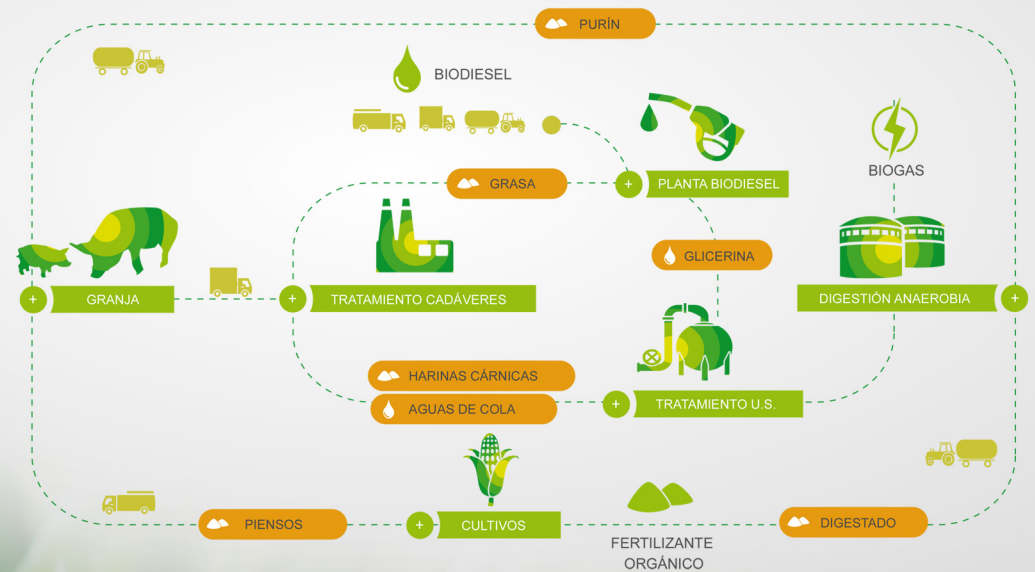 PURÍN
BIODIESEL
BIOGAS
GRASA
PLANTA BIODIESEL
GLICERINA
GRANJA
TRATAMIENTO CADÁVERES
DIGESTIÓN ANAEROBIA
HARINAS CÁRNICAS
AGUAS DE COLA
TRATAMIENTO U.S.
PIENSOS
CULTIVOS
DIGESTADO
FERTILIZANTE
ORGÁNICO